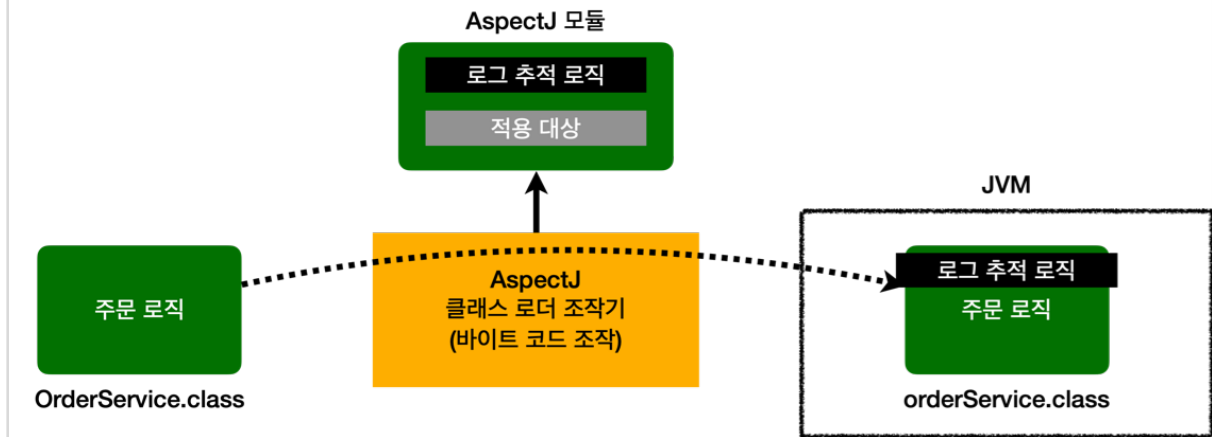 AspectJ 모듈
로그 추적 로직
적용 대상
JVM
주문 로직
OrderService.class
AspectJ
클래스 로더 조작기
(바이트 코드 조작)
로그 추적 로직
주문 로직
orderService.class